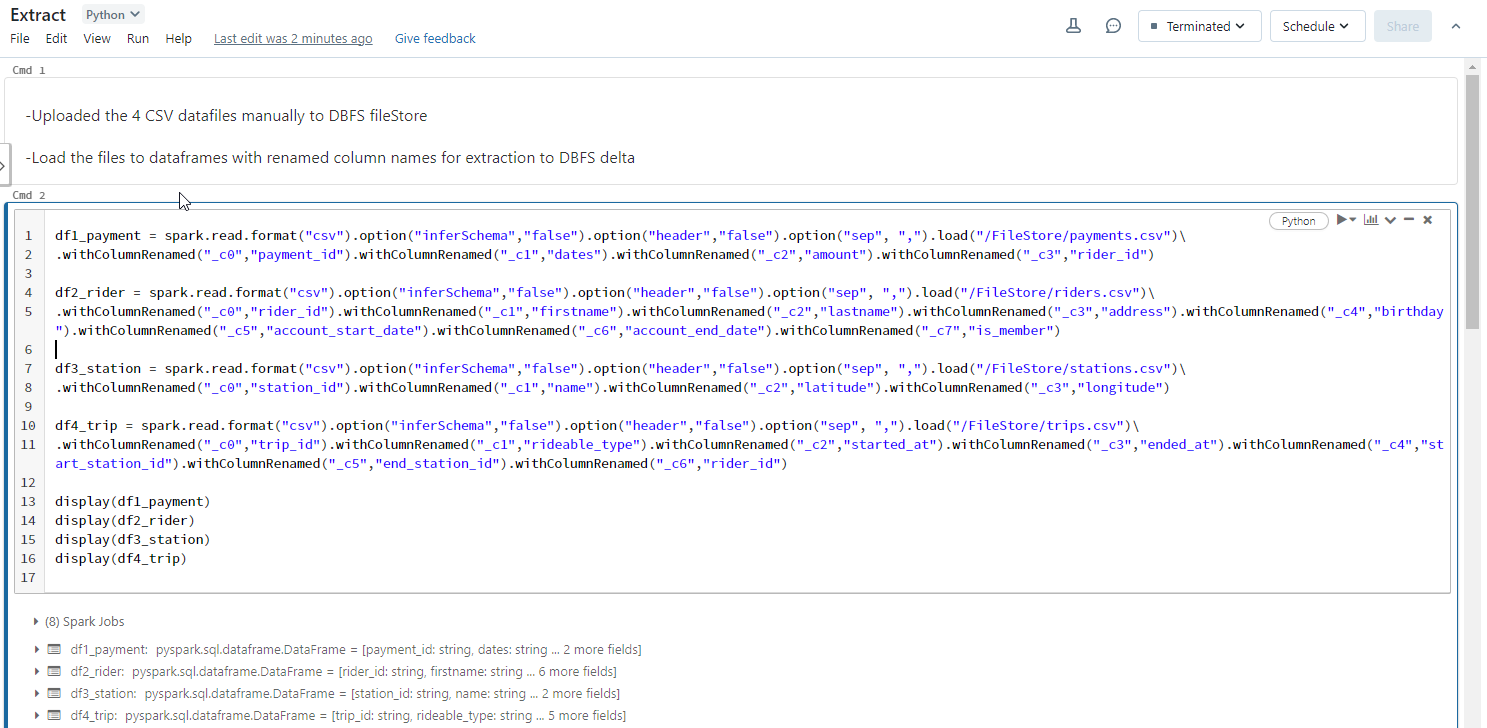 Extract Python
File Edit View Run Help Last edit was 2 minutes ago Give feedback
Terminated Schedule Share
Cmd 1
-Uploaded the 4 CSV datafiles manually to DBFS fileStore
-Load the files to dataframes with renamed column names for extraction to DBFS delta
Cmd 2
Python
1 df1_payment = spark.read.format("csv").option("inferSchema","false").option("header","false").option("sep", ",").load("/FileStore/payments.csv")\
2 .withColumnRenamed("_c0","payment_id").withColumnRenamed("_c1","dates").withColumnRenamed("_c2","amount").withColumnRenamed("_c3","rider_id")
3
4 df2_rider = spark.read.format("csv").option("inferSchema","false").option("header","false").option("sep", ",").load("/FileStore/riders.csv")\
5 .withColumnRenamed("_c0","rider_id").withColumnRenamed("_c1","firstname").withColumnRenamed("_c2","lastname").withColumnRenamed("_c3","address").withColumnRenamed("_c4","birthday
").withColumnRenamed("_c5","account_start_date").withColumnRenamed("_c6","account_end_date").withColumnRenamed("_c7","is_member")
6
7 df3_station = spark.read.format("csv").option("inferSchema","false").option("header","false").option("sep", ",").load("/FileStore/stations.csv")\
8 .withColumnRenamed("_c0","station_id").withColumnRenamed("_c1","name").withColumnRenamed("_c2","latitude").withColumnRenamed("_c3","longitude")
9
10 df4_trip = spark.read.format("csv").option("inferSchema","false").option("header","false").option("sep", ",").load("/FileStore/trips.csv")\
11 .withColumnRenamed("_c0","trip_id").withColumnRenamed("_c1","rideable_type").withColumnRenamed("_c2","started_at").withColumnRenamed("_c3","ended_at").withColumnRenamed("_c4","st
art_station_id").withColumnRenamed("_c5","end_station_id").withColumnRenamed("_c6","rider_id")
12
13 display(df1_payment)
14 display(df2_rider)
15 display(df3_station)
16 display(df4_trip)
17
(8) Spark Jobs
df1_payment: pyspark.sql.dataframe.DataFrame = [payment_id: string, dates: string ... 2 more fields]
df2_rider: pyspark.sql.dataframe.DataFrame = [rider_id: string, firstname: string ... 6 more fields]
df3_station: pyspark.sql.dataframe.DataFrame = [station_id: string, name: string ... 2 more fields]
df4_trip: pyspark.sql.dataframe.DataFrame = [trip_id: string, rideable_type: string ... 5 more fields]